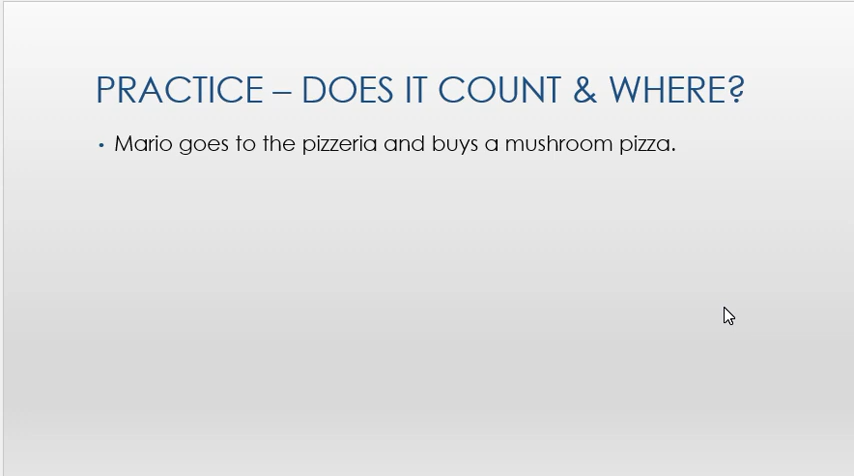 PRACTICE – DOES IT COUNT & WHERE?
• Mario goes to the pizzeria and buys a mushroom pizza.